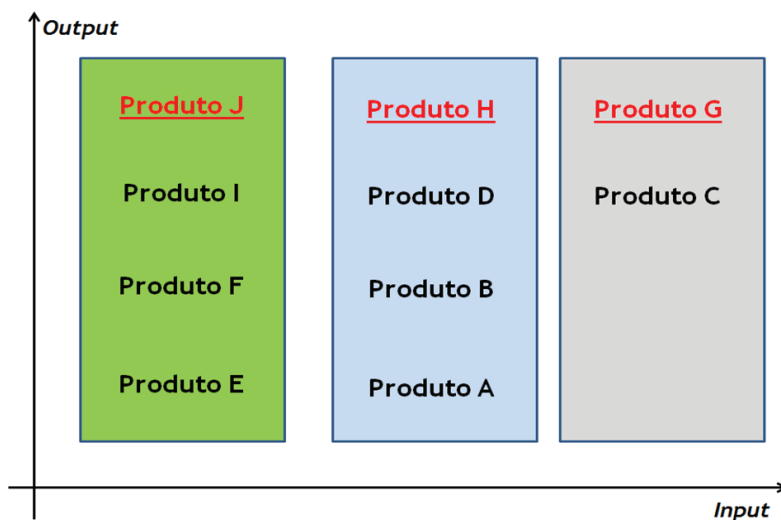 Output
Produto J
Produto H
Produto G
Produto I
Produto D
Produto C
Produto F
Produto B
Produto E
Produto A
Input